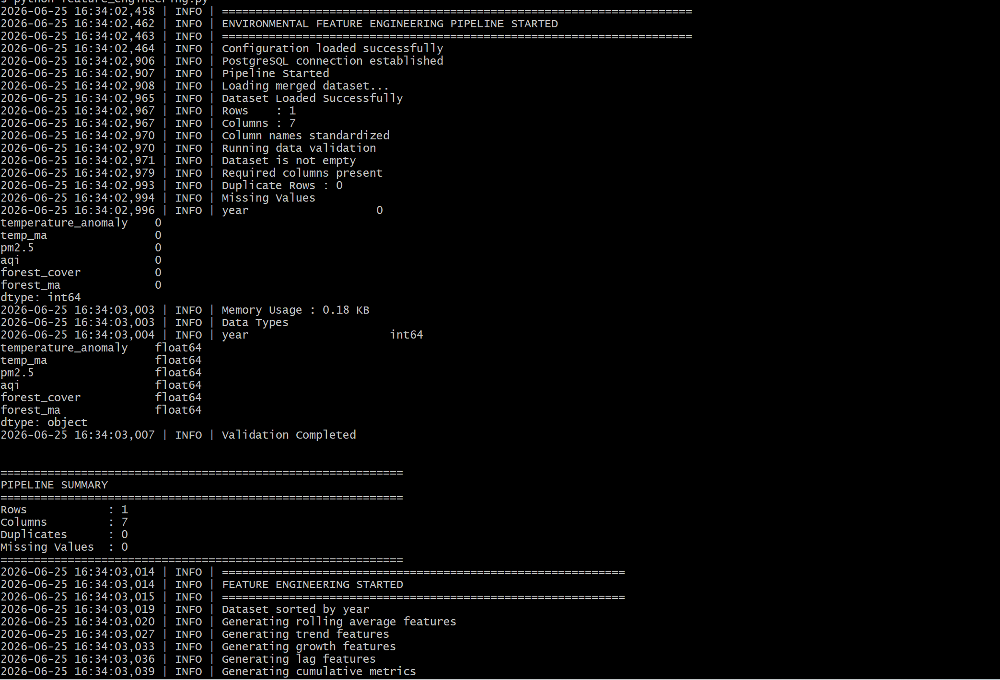 $ python feature_engineering.py
2026-06-25 16:34:02,458 | INFO | ======================================================================
2026-06-25 16:34:02,462 | INFO | ENVIRONMENTAL FEATURE ENGINEERING PIPELINE STARTED
2026-06-25 16:34:02,463 | INFO | ======================================================================
2026-06-25 16:34:02,464 | INFO | Configuration loaded successfully
2026-06-25 16:34:02,906 | INFO | PostgreSQL connection established
2026-06-25 16:34:02,907 | INFO | Pipeline Started
2026-06-25 16:34:02,908 | INFO | Loading merged dataset...
2026-06-25 16:34:02,965 | INFO | Dataset Loaded Successfully
2026-06-25 16:34:02,967 | INFO | Rows    : 1
2026-06-25 16:34:02,967 | INFO | Columns : 7
2026-06-25 16:34:02,970 | INFO | Column names standardized
2026-06-25 16:34:02,970 | INFO | Running data validation
2026-06-25 16:34:02,971 | INFO | Dataset is not empty
2026-06-25 16:34:02,979 | INFO | Required columns present
2026-06-25 16:34:02,993 | INFO | Duplicate Rows : 0
2026-06-25 16:34:02,994 | INFO | Missing Values
2026-06-25 16:34:02,996 | INFO | year                   0
temperature_anomaly    0
temp_ma                0
pm2.5                  0
aqi                    0
forest_cover           0
forest_ma              0
dtype: int64
2026-06-25 16:34:03,003 | INFO | Memory Usage : 0.18 KB
2026-06-25 16:34:03,003 | INFO | Data Types
2026-06-25 16:34:03,004 | INFO | year                     int64
temperature_anomaly    float64
temp_ma                float64
pm2.5                  float64
aqi                    float64
forest_cover           float64
forest_ma              float64
dtype: object
2026-06-25 16:34:03,007 | INFO | Validation Completed
============================================================
PIPELINE SUMMARY
============================================================
Rows            : 1
Columns         : 7
Duplicates      : 0
Missing Values  : 0
============================================================
2026-06-25 16:34:03,014 | INFO | ============================================================
2026-06-25 16:34:03,014 | INFO | FEATURE ENGINEERING STARTED
2026-06-25 16:34:03,015 | INFO | ============================================================
2026-06-25 16:34:03,019 | INFO | Dataset sorted by year
2026-06-25 16:34:03,020 | INFO | Generating rolling average features
2026-06-25 16:34:03,027 | INFO | Generating trend features
2026-06-25 16:34:03,033 | INFO | Generating growth features
2026-06-25 16:34:03,036 | INFO | Generating lag features
2026-06-25 16:34:03,039 | INFO | Generating cumulative metrics